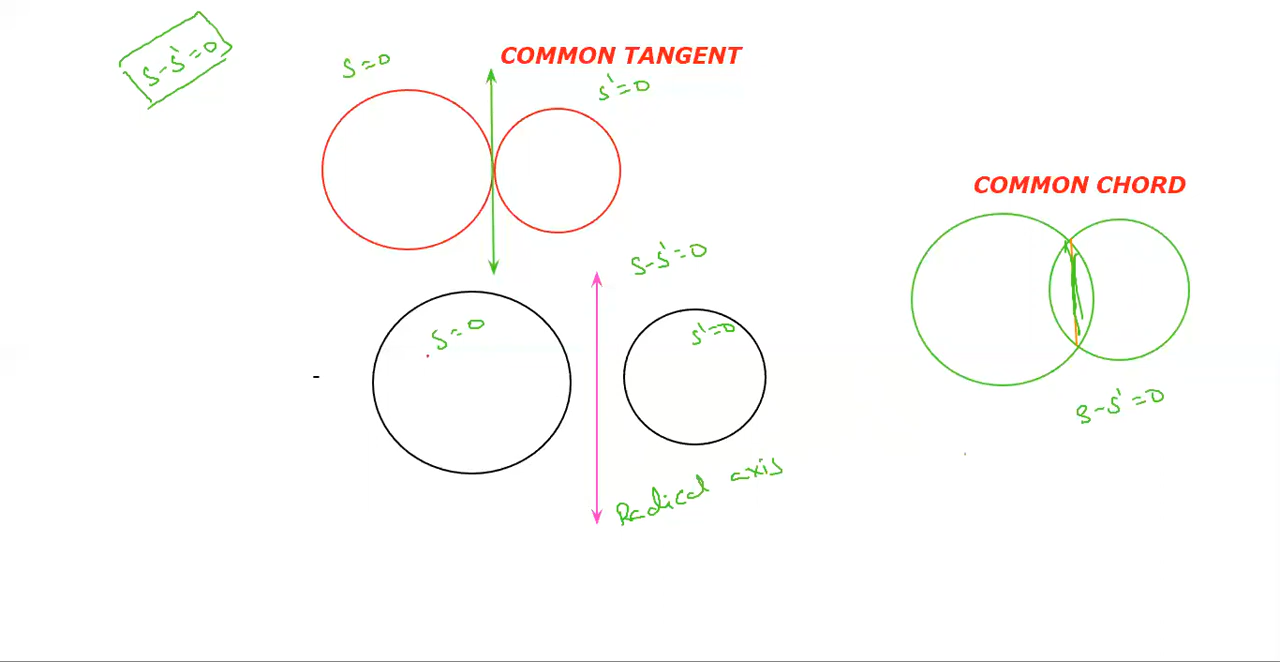 S-S'=0
COMMON TANGENT
S=0
S'=0
COMMON CHORD
S-S'=0
S=0
S'=0
S-S'=0
Radical axis
-